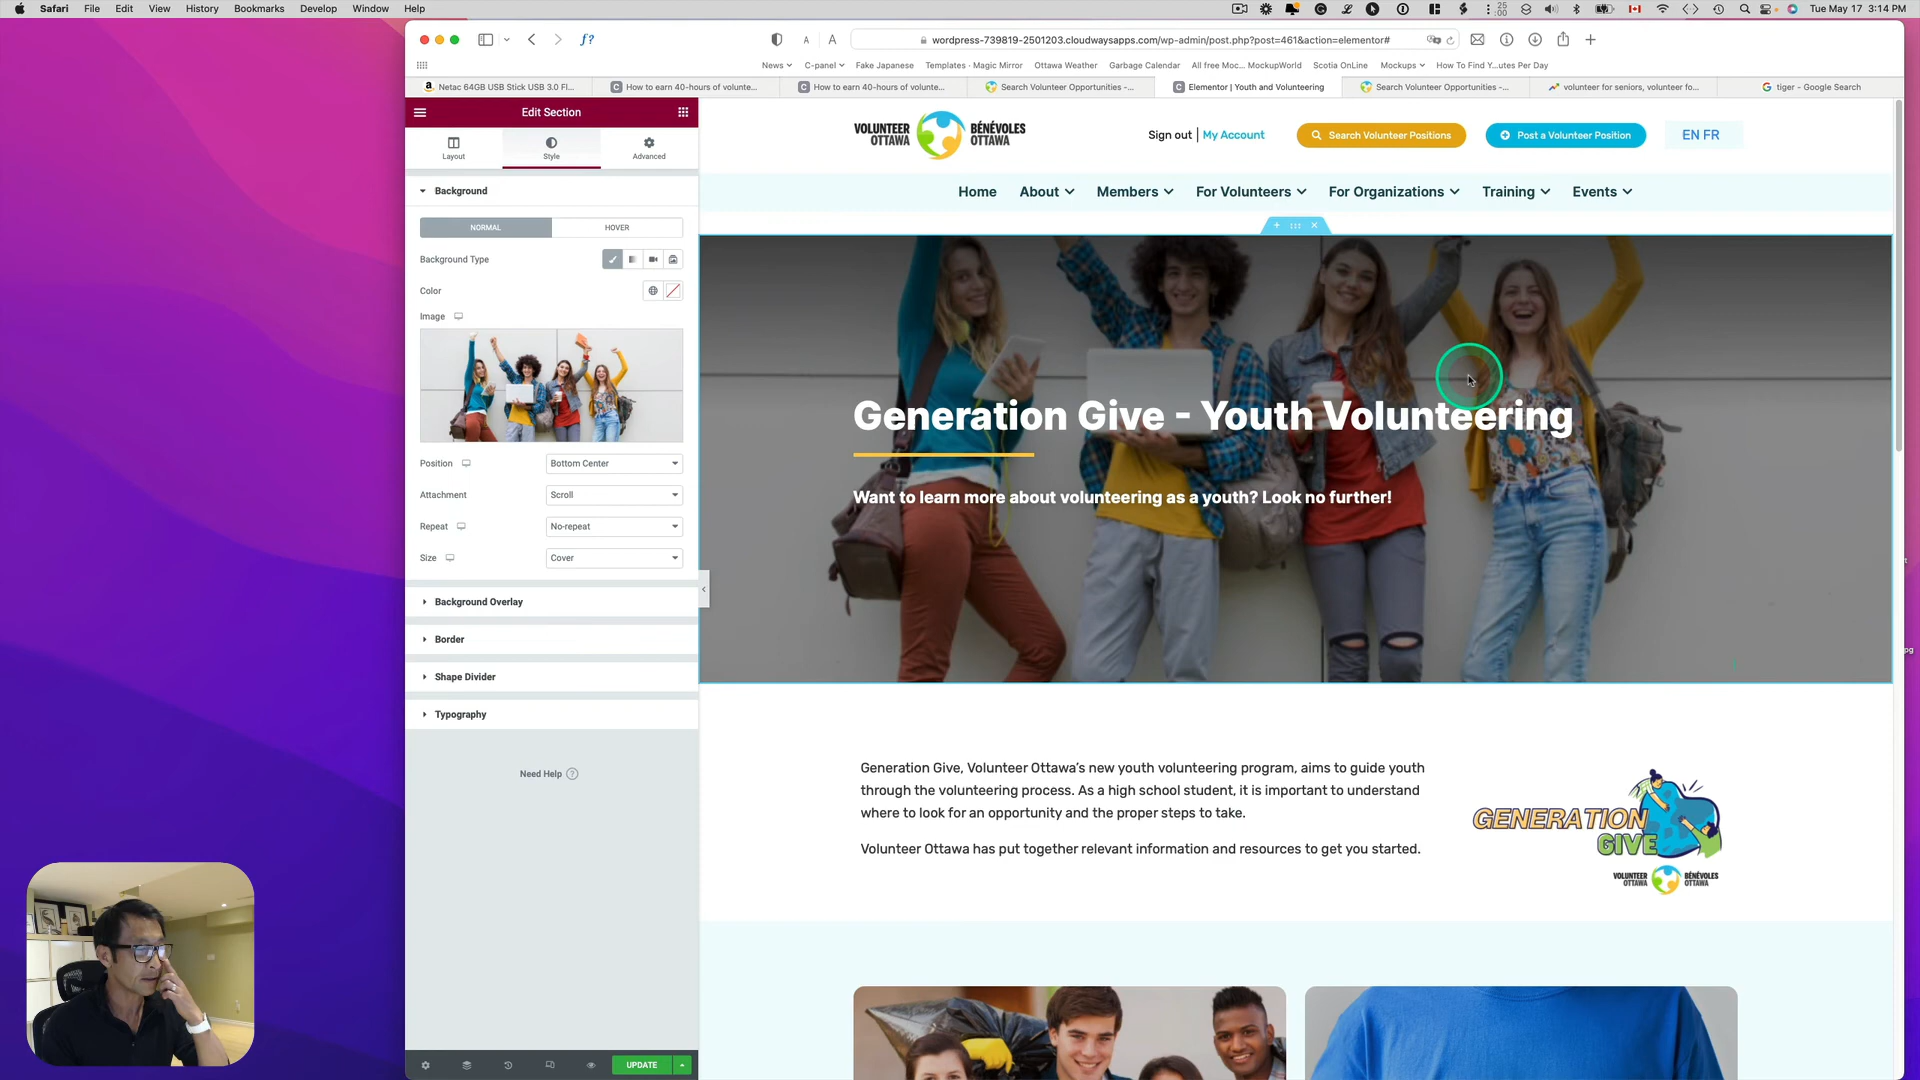 Safari File Edit View History Bookmarks Develop Window Help
25
:00
Tue May 17 3:14 PM
f?
A A
wordpress-739819-2501203.cloudwaysapps.com/wp-admin/post.php?post=461&action=elementor#
News C-panel Fake Japanese Templates - Magic Mirror Ottawa Weather Garbage Calendar All free Moc... MockupWorld Scotia OnLine Mockups How To Find Y...utes Per Day
Netac 64GB USB Stick USB 3.0 Fl...
How to earn 40-hours of volunte...
How to earn 40-hours of volunte...
Search Volunteer Opportunities -...
Elementor | Youth and Volunteering
Search Volunteer Opportunities -...
volunteer for seniors, volunteer fo...
tiger - Google Search
Edit Section
Layout
Style
Advanced
Background
NORMAL
HOVER
Background Type
Color
Image
Position
Bottom Center
Attachment
Scroll
Repeat
No-repeat
Size
Cover
Background Overlay
Border
Shape Divider
Typography
Need Help ?
UPDATE
VOLUNTEER
OTTAWA
BÉNÉVOLES
OTTAWA
Sign out | My Account
Search Volunteer Positions
Post a Volunteer Position
EN FR
Home About Members For Volunteers For Organizations Training Events
Generation Give - Youth Volunteering
Want to learn more about volunteering as a youth? Look no further!
Generation Give, Volunteer Ottawa's new youth volunteering program, aims to guide youth
through the volunteering process. As a high school student, it is important to understand
where to look for an opportunity and the proper steps to take.
Volunteer Ottawa has put together relevant information and resources to get you started.
GENERATION
GIVE
VOLUNTEER
OTTAWA
BÉNÉVOLES
OTTAWA
pg